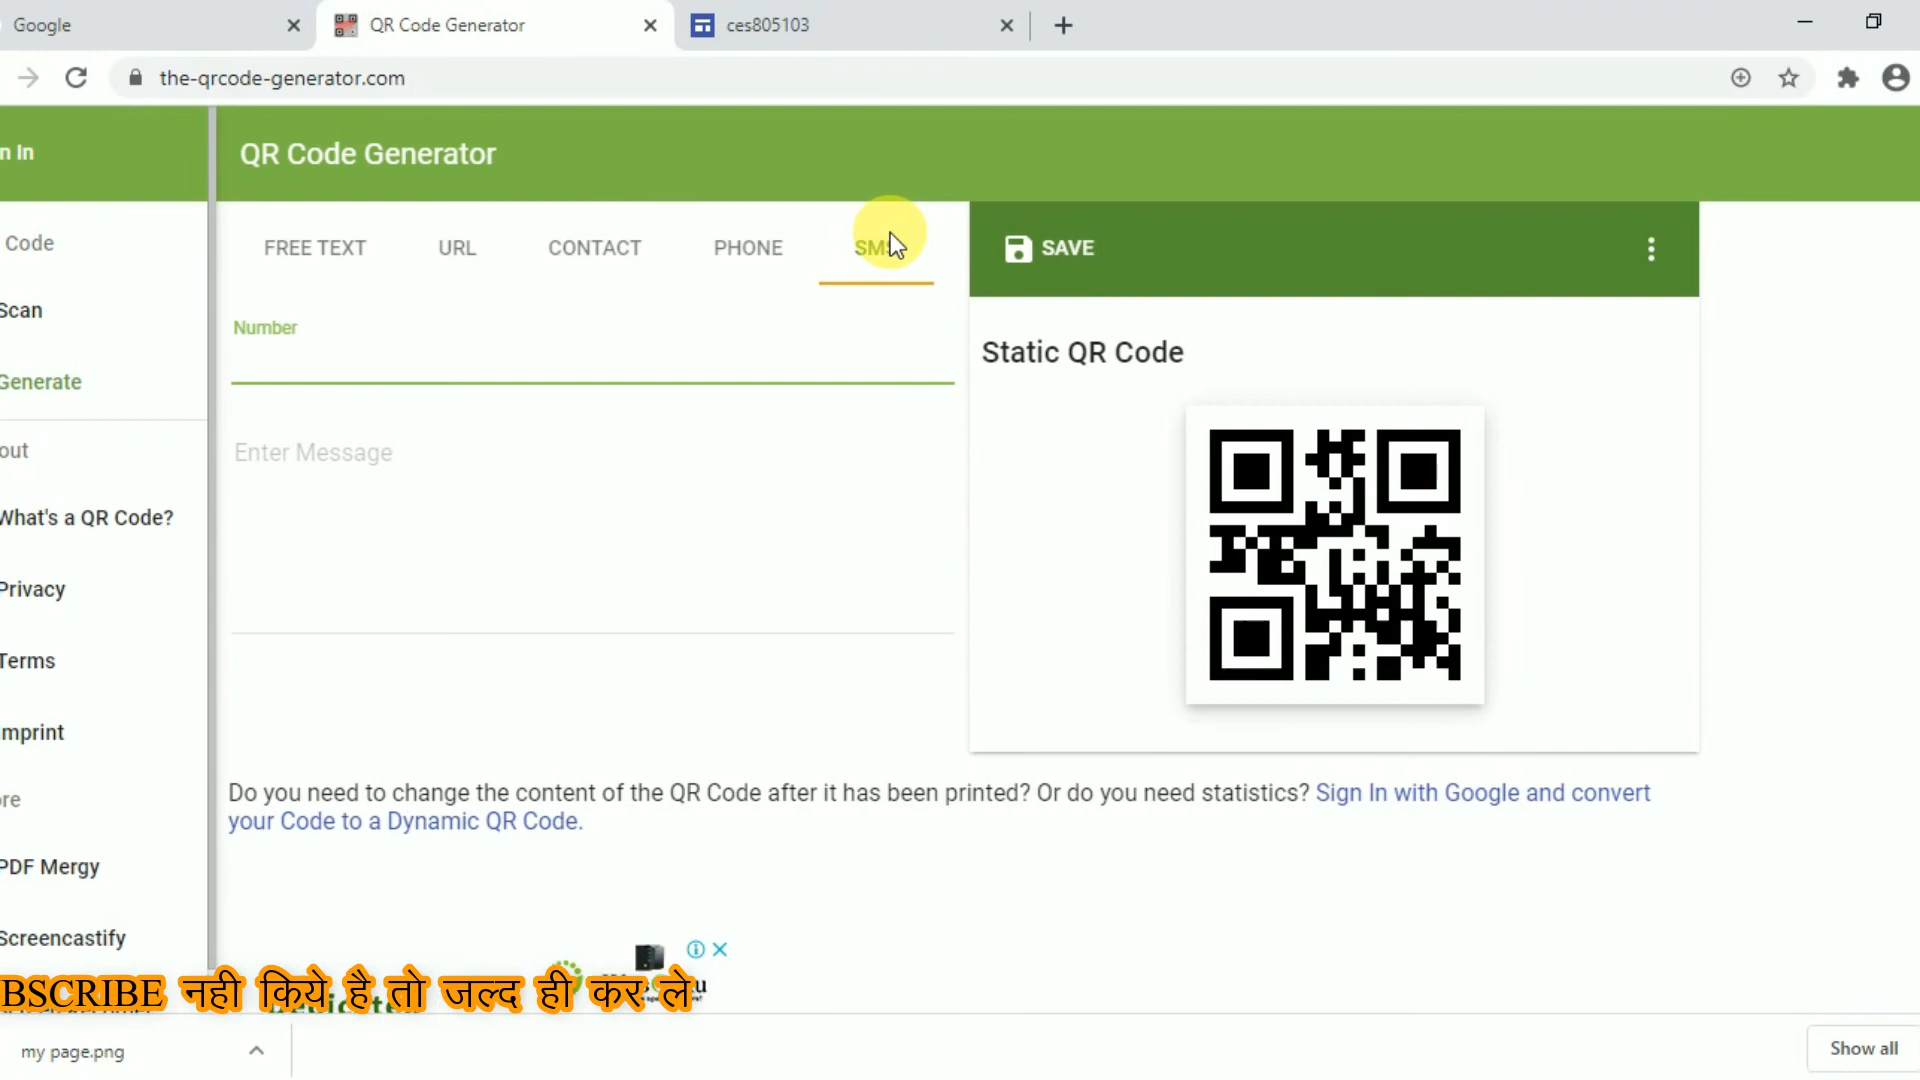 Google
QR Code Generator
ces805103
the-qrcode-generator.com
n In
QR Code Generator
Code
FREE TEXT URL CONTACT PHONE SMS
SAVE
Scan
Number
Static QR Code
Generate
Enter Message
out
What's a QR Code?
Privacy
Terms
Imprint
Do you need to change the content of the QR Code after it has been printed? Or do you need statistics? Sign In with Google and convert
your Code to a Dynamic QR Code.
re
PDF Mergy
Screencastify
BSCRIBE नही किये है तो जल्द ही कर ले
my page.png
Show all